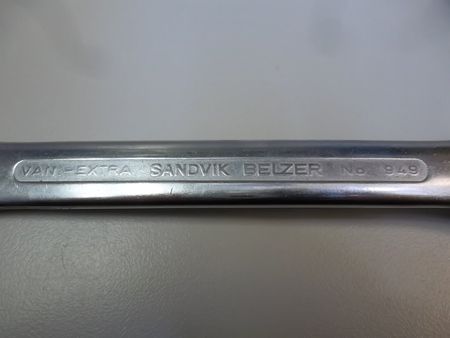 VAN.-EXTRA SANDVIK BELZER No 949